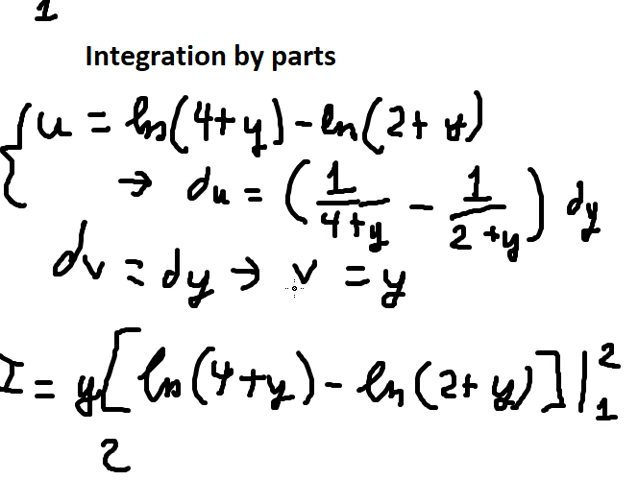 1
Integration by parts
u = ln(4+y) - ln(2+y)
→ du = (1/4+y - 1/2+y) dy
dv = dy → v = y
I = y[ln(4+y) - ln(2+y)]|₁²
2